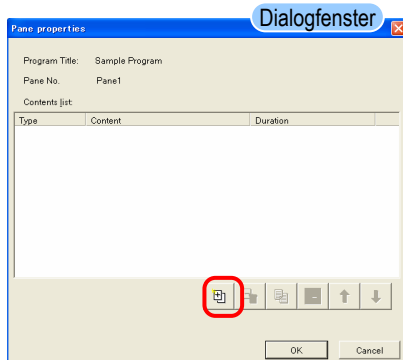 Dialogfenster
Pane properties
Program Title: Sample Program
Pane No. Pane1
Contents list:
Type Content Duration
OK Cancel